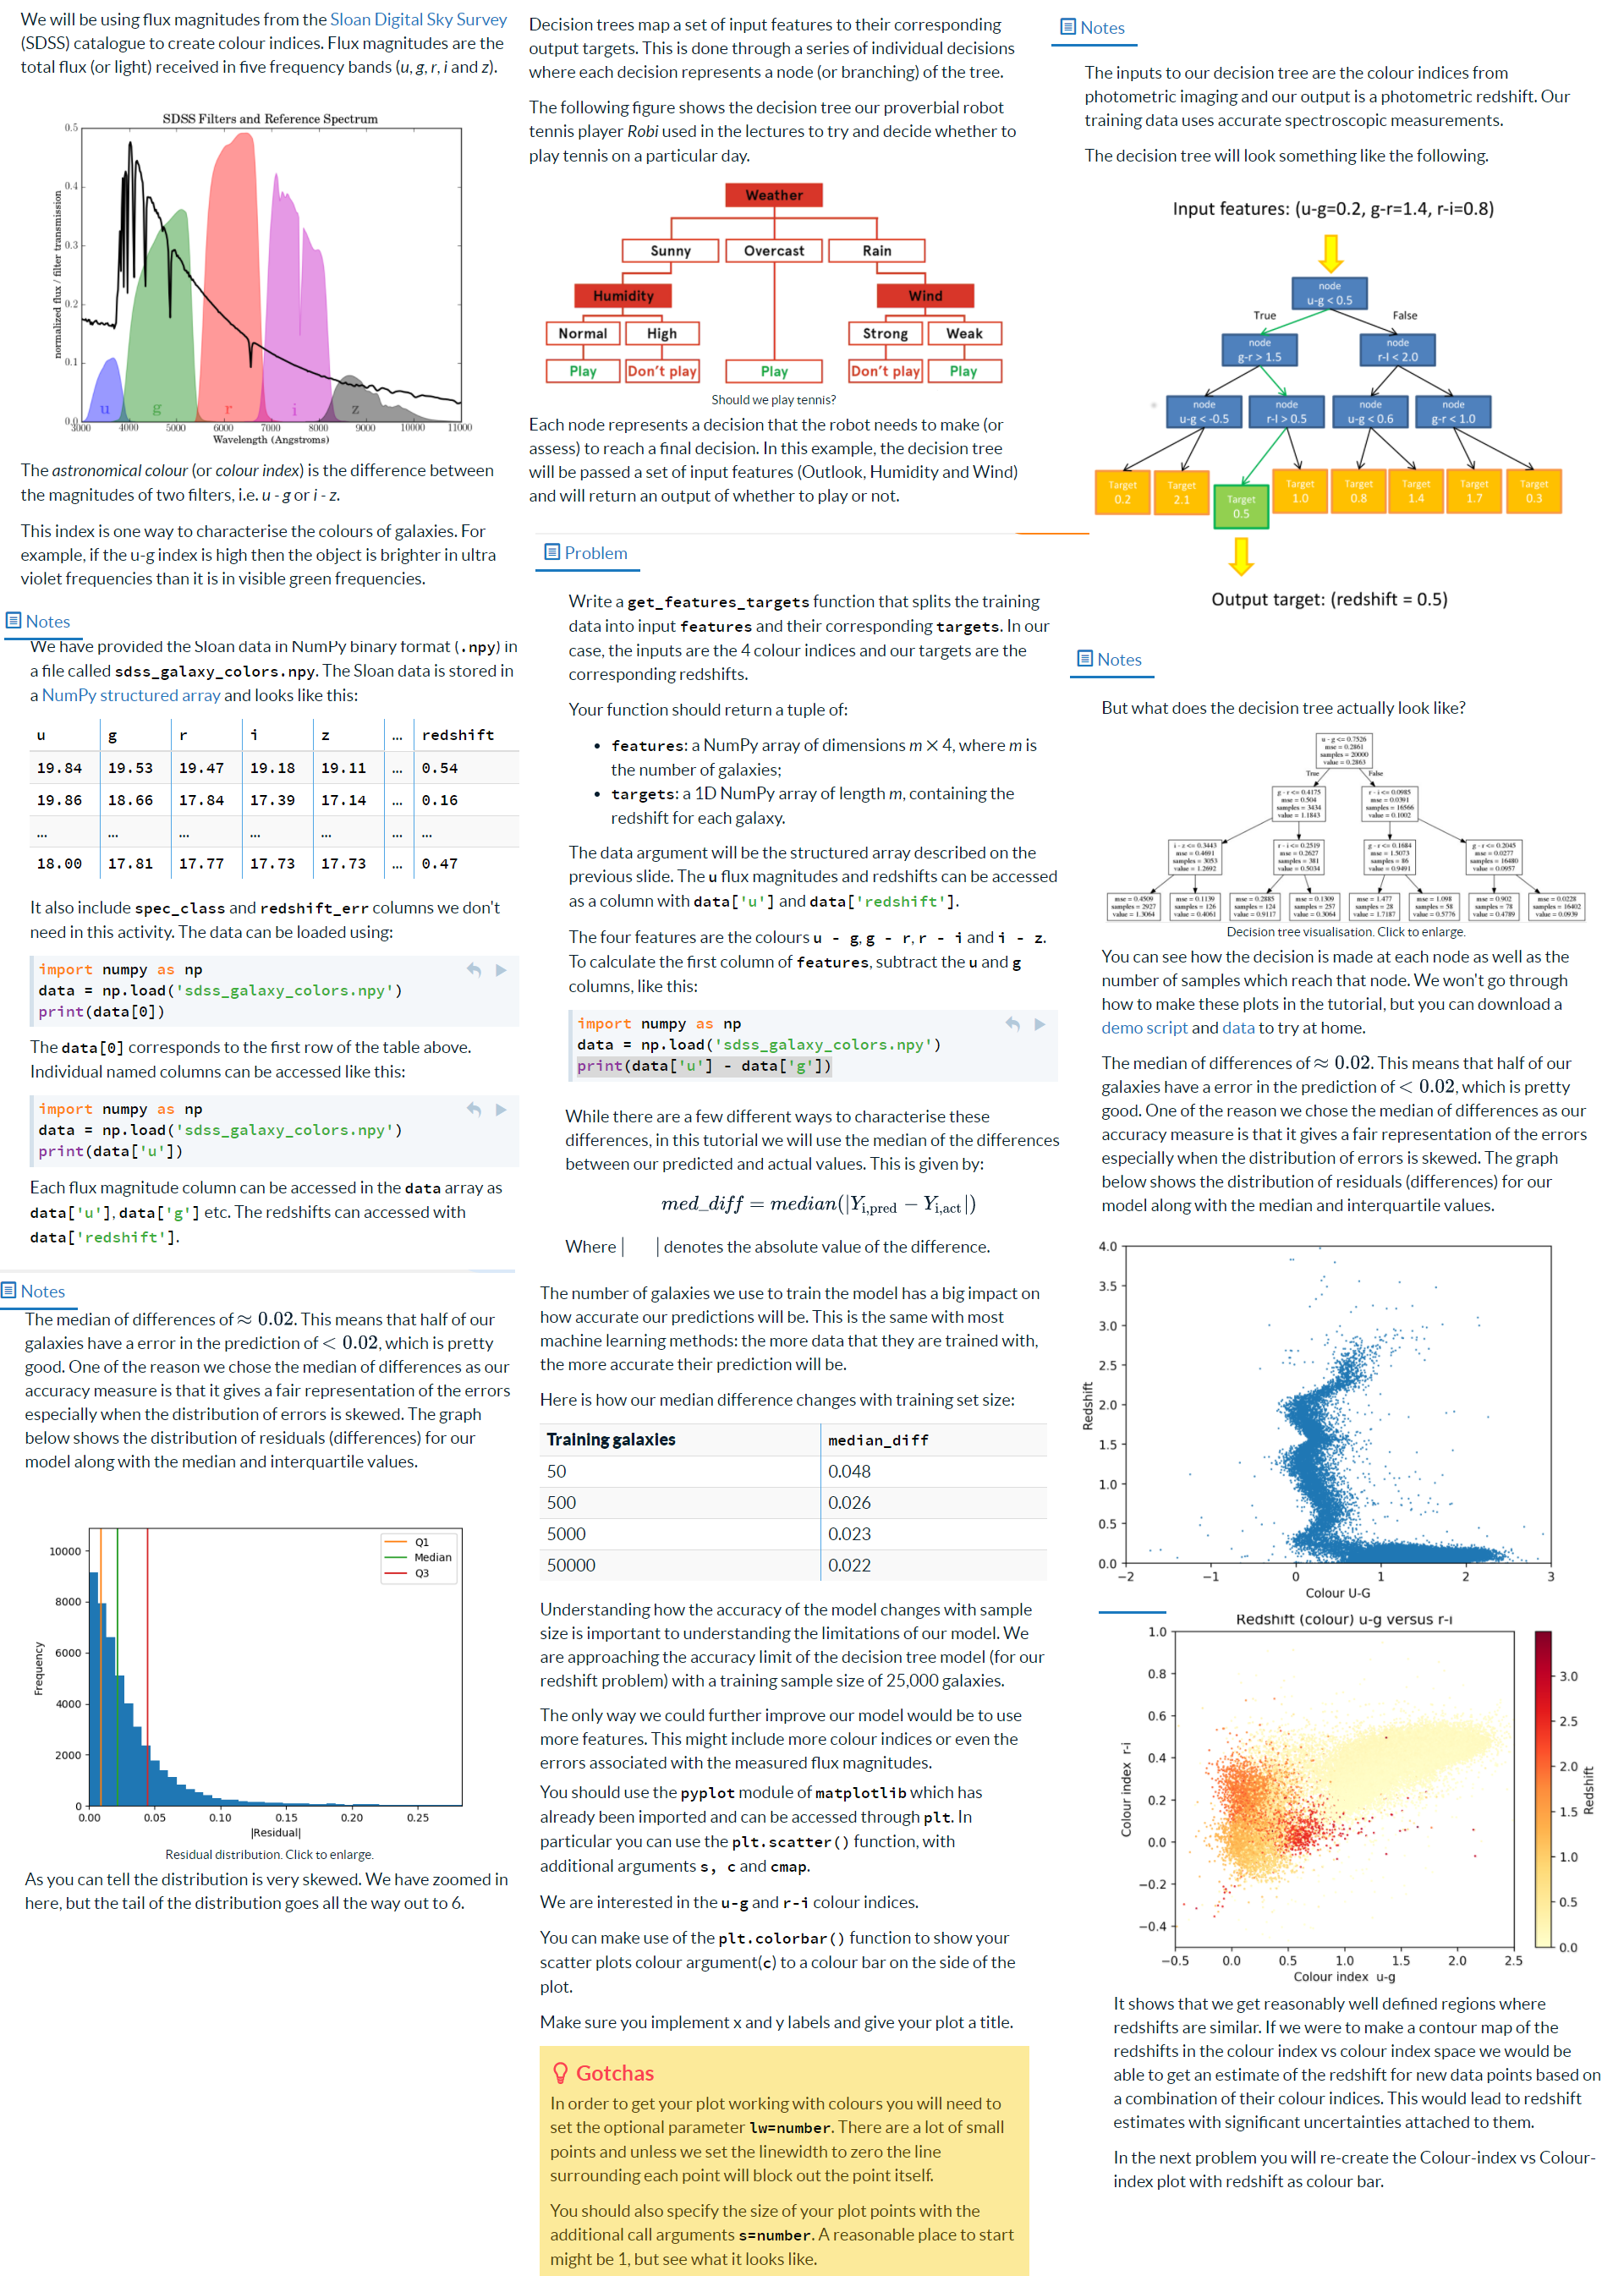 We will be using flux magnitudes from the Sloan Digital Sky Survey
(SDSS) catalogue to create colour indices. Flux magnitudes are the
total flux (or light) received in five frequency bands (u, g, r, i and z).
SDSS Filters and Reference Spectrum
normalized flux / filter transmission
0.5
0.4
0.3
0.2
0.1
0.0
u g r i z
3000 4000 5000 6000 7000 8000 9000 10000 11000
Wavelength (Angstroms)
The astronomical colour (or colour index) is the difference between
the magnitudes of two filters, i.e. u - g or i - z.
This index is one way to characterise the colours of galaxies. For
example, if the u-g index is high then the object is brighter in ultra
violet frequencies than it is in visible green frequencies.
Notes
We have provided the Sloan data in NumPy binary format (.npy) in
a file called sdss_galaxy_colors.npy. The Sloan data is stored in
a NumPy structured array and looks like this:
u g r i z ... redshift
19.84 19.53 19.47 19.18 19.11 ... 0.54
19.86 18.66 17.84 17.39 17.14 ... 0.16
... ... ... ... ... ... ...
18.00 17.81 17.77 17.73 17.73 ... 0.47
It also include spec_class and redshift_err columns we don't
need in this activity. The data can be loaded using:
import numpy as np
data = np.load('sdss_galaxy_colors.npy')
print(data[0])
The data[0] corresponds to the first row of the table above.
Individual named columns can be accessed like this:
import numpy as np
data = np.load('sdss_galaxy_colors.npy')
print(data['u'])
Each flux magnitude column can be accessed in the data array as
data['u'], data['g'] etc. The redshifts can accessed with
data['redshift'].
Notes
The median of differences of ≈ 0.02. This means that half of our
galaxies have a error in the prediction of < 0.02, which is pretty
good. One of the reason we chose the median of differences as our
accuracy measure is that it gives a fair representation of the errors
especially when the distribution of errors is skewed. The graph
below shows the distribution of residuals (differences) for our
model along with the median and interquartile values.
Q1
Median
Q3
Frequency
10000
8000
6000
4000
2000
0
0.00 0.05 0.10 0.15 0.20 0.25
|Residual|
Residual distribution. Click to enlarge.
As you can tell the distribution is very skewed. We have zoomed in
here, but the tail of the distribution goes all the way out to 6.
Decision trees map a set of input features to their corresponding
output targets. This is done through a series of individual decisions
where each decision represents a node (or branching) of the tree.
The following figure shows the decision tree our proverbial robot
tennis player Robi used in the lectures to try and decide whether to
play tennis on a particular day.
Weather
Sunny Overcast Rain
Humidity Wind
Normal High Strong Weak
Play Don't play Play Don't play Play
Should we play tennis?
Each node represents a decision that the robot needs to make (or
assess) to reach a final decision. In this example, the decision tree
will be passed a set of input features (Outlook, Humidity and Wind)
and will return an output of whether to play or not.
Problem
Write a get_features_targets function that splits the training
data into input features and their corresponding targets. In our
case, the inputs are the 4 colour indices and our targets are the
corresponding redshifts.
Your function should return a tuple of:
• features: a NumPy array of dimensions m × 4, where m is
the number of galaxies;
• targets: a 1D NumPy array of length m, containing the
redshift for each galaxy.
The data argument will be the structured array described on the
previous slide. The u flux magnitudes and redshifts can be accessed
as a column with data['u'] and data['redshift'].
The four features are the colours u - g, g - r, r - i and i - z.
To calculate the first column of features, subtract the u and g
columns, like this:
import numpy as np
data = np.load('sdss_galaxy_colors.npy')
print(data['u'] - data['g'])
While there are a few different ways to characterise these
differences, in this tutorial we will use the median of the differences
between our predicted and actual values. This is given by:
med_diff = median(|Yi,pred − Yi,act|)
Where | | denotes the absolute value of the difference.
The number of galaxies we use to train the model has a big impact on
how accurate our predictions will be. This is the same with most
machine learning methods: the more data that they are trained with,
the more accurate their prediction will be.
Here is how our median difference changes with training set size:
Training galaxies median_diff
50 0.048
500 0.026
5000 0.023
50000 0.022
Understanding how the accuracy of the model changes with sample
size is important to understanding the limitations of our model. We
are approaching the accuracy limit of the decision tree model (for our
redshift problem) with a training sample size of 25,000 galaxies.
The only way we could further improve our model would be to use
more features. This might include more colour indices or even the
errors associated with the measured flux magnitudes.
You should use the pyplot module of matplotlib which has
already been imported and can be accessed through plt. In
particular you can use the plt.scatter() function, with
additional arguments s, c and cmap.
We are interested in the u-g and r-i colour indices.
You can make use of the plt.colorbar() function to show your
scatter plots colour argument(c) to a colour bar on the side of the
plot.
Make sure you implement x and y labels and give your plot a title.
Gotchas
In order to get your plot working with colours you will need to
set the optional parameter lw=number. There are a lot of small
points and unless we set the linewidth to zero the line
surrounding each point will block out the point itself.
You should also specify the size of your plot points with the
additional call arguments s=number. A reasonable place to start
might be 1, but see what it looks like.
Notes
The inputs to our decision tree are the colour indices from
photometric imaging and our output is a photometric redshift. Our
training data uses accurate spectroscopic measurements.
The decision tree will look something like the following.
Input features: (u-g=0.2, g-r=1.4, r-i=0.8)
node
u-g < 0.5
True False
node node
g-r > 1.5 r-I < 2.0
node node node node
u-g < -0.5 r-I > 0.5 u-g < 0.6 g-r < 1.0
Target Target Target Target Target Target Target Target
0.2 2.1 0.5 1.0 0.8 1.4 1.7 0.3
Output target: (redshift = 0.5)
Notes
But what does the decision tree actually look like?
u - g <= 0.7526
mse = 0.2861
samples = 20000
value = 0.2863
True False
g - r <= 0.4175 r - i <= 0.0985
mse = 0.504 mse = 0.0391
samples = 3434 samples = 16566
value = 1.1843 value = 0.1002
i - z <= 0.3443 r - i <= 0.2519 g - r <= 0.1684 g - r <= 0.2045
mse = 0.4691 mse = 0.2627 mse = 1.5073 mse = 0.0277
samples = 3053 samples = 381 samples = 86 samples = 16480
value = 1.2692 value = 0.5034 value = 0.9491 value = 0.0957
mse = 0.4509 mse = 0.1139 mse = 0.2885 mse = 0.1309 mse = 1.477 mse = 1.098 mse = 0.902 mse = 0.0228
samples = 2927 samples = 126 samples = 124 samples = 257 samples = 28 samples = 58 samples = 78 samples = 16402
value = 1.3064 value = 0.4061 value = 0.9117 value = 0.3064 value = 1.7187 value = 0.5776 value = 0.4789 value = 0.0939
Decision tree visualisation. Click to enlarge.
You can see how the decision is made at each node as well as the
number of samples which reach that node. We won't go through
how to make these plots in the tutorial, but you can download a
demo script and data to try at home.
The median of differences of ≈ 0.02. This means that half of our
galaxies have a error in the prediction of < 0.02, which is pretty
good. One of the reason we chose the median of differences as our
accuracy measure is that it gives a fair representation of the errors
especially when the distribution of errors is skewed. The graph
below shows the distribution of residuals (differences) for our
model along with the median and interquartile values.
Redshift
4.0
3.5
3.0
2.5
2.0
1.5
1.0
0.5
0.0
−2 −1 0 1 2 3
Colour U-G
Redshift (colour) u-g versus r-i
Colour index r-i
1.0
0.8
0.6
0.4
0.2
0.0
−0.2
−0.4
−0.5 0.0 0.5 1.0 1.5 2.0 2.5
Colour index u-g
3.0
2.5
2.0
1.5
1.0
0.5
0.0
Redshift
It shows that we get reasonably well defined regions where
redshifts are similar. If we were to make a contour map of the
redshifts in the colour index vs colour index space we would be
able to get an estimate of the redshift for new data points based on
a combination of their colour indices. This would lead to redshift
estimates with significant uncertainties attached to them.
In the next problem you will re-create the Colour-index vs Colour-
index plot with redshift as colour bar.